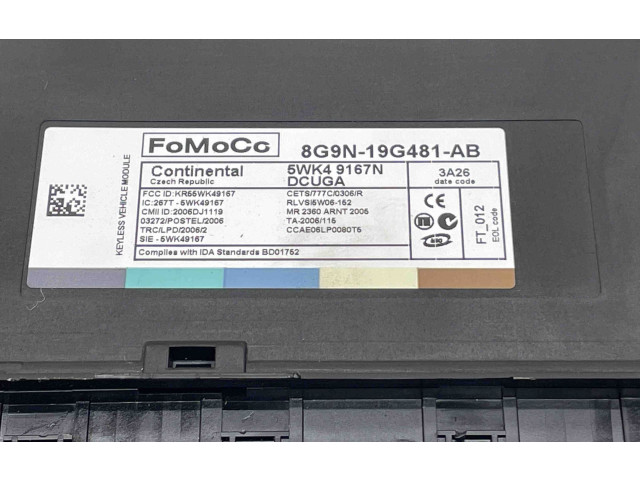 FoMoCo
8G9N-19G481-AB
KEYLESS VEHICLE MODULE
Continental
Czech Republic
5WK4 9167N
DCUGA
3A26
date code
FCC ID:KR55WK49167
IC:267T - 5WK49167
CMII ID:2006DJ1119
03272/POSTEL/2006
TRC/LPD/2006/2
SIE - 5WK49167
CETS/777C/0306/R
RLVSI5W06-152
MR 2360 ARNT 2005
TA-2006/115
CCAE06LP0080T5
CE
FT_012
EOL code
Complies with IDA Standards BD01752